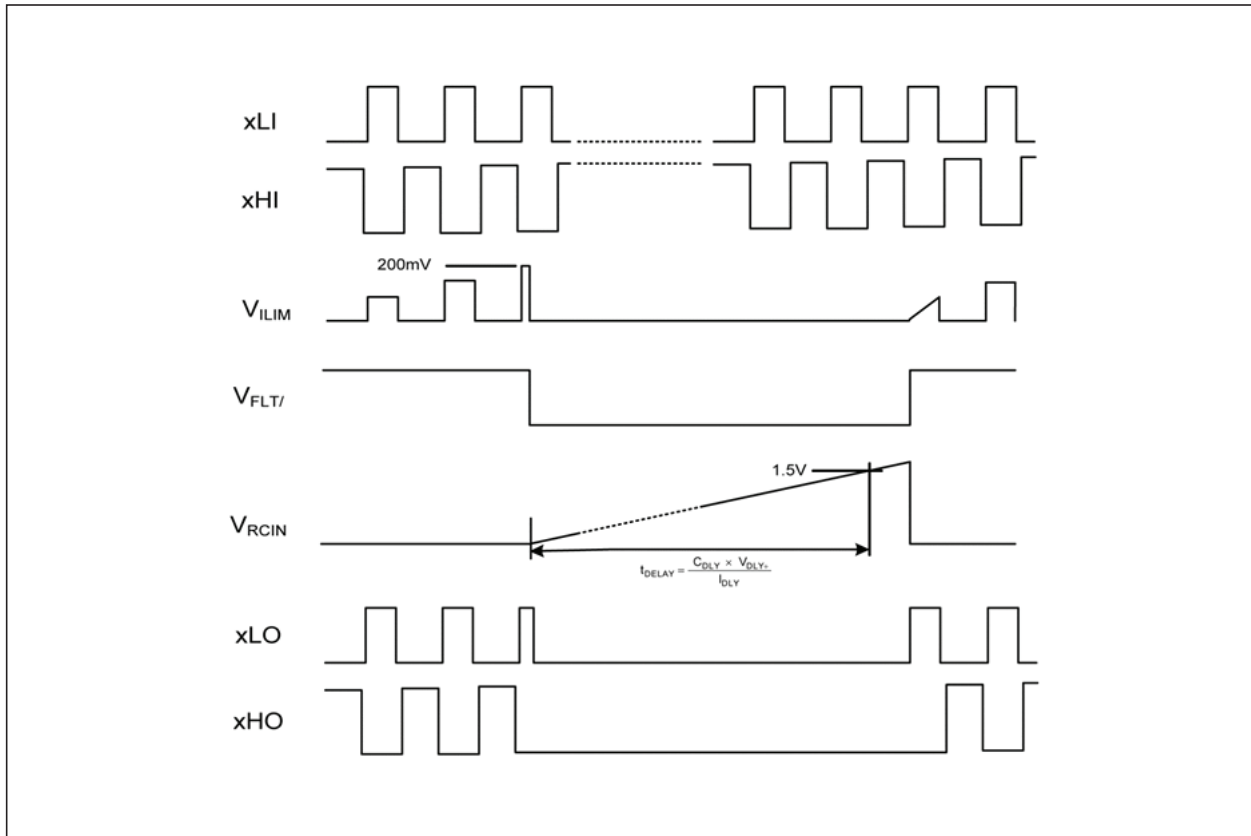 xLI
xHI
200mV
VILIM
VFLT/
1.5V
VRCIN
tDELAY = CDLY × VDLY+ / IDLY
xLO
xHO